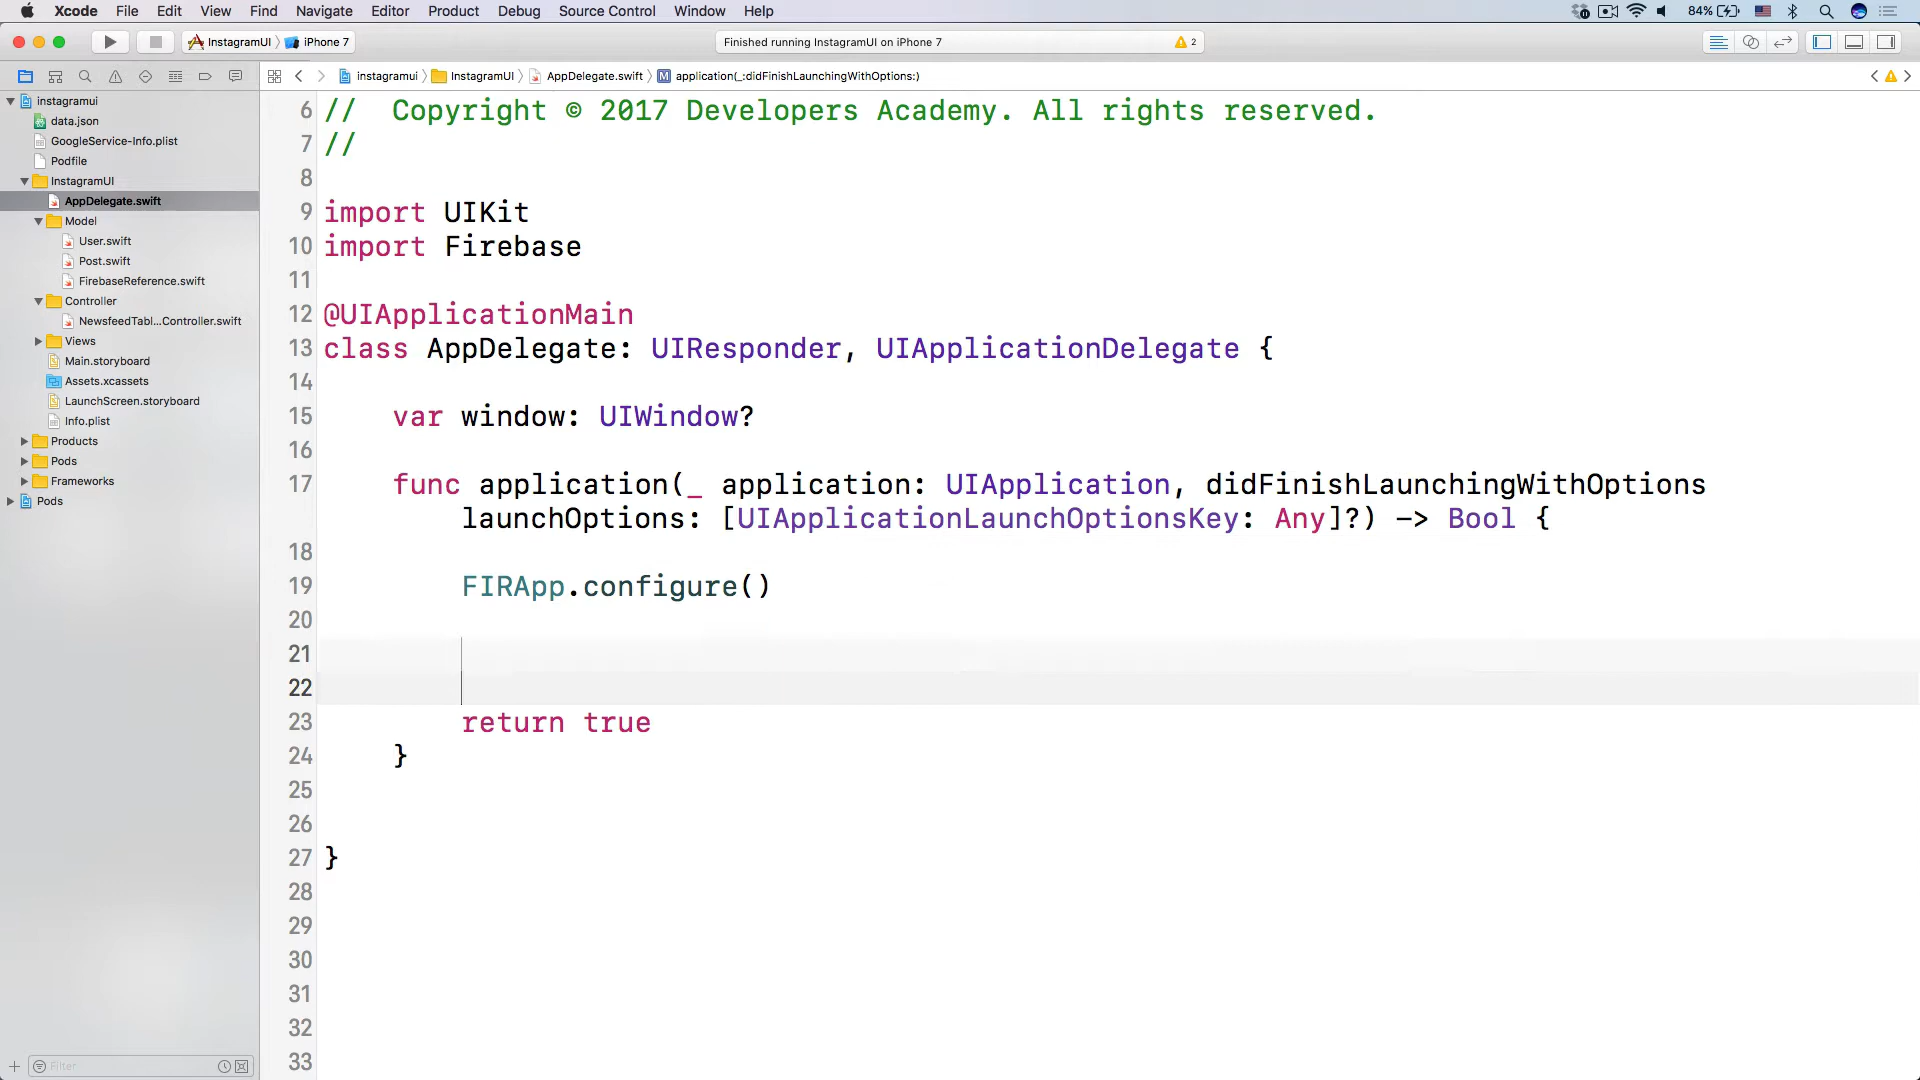 Xcode File Edit View Find Navigate Editor Product Debug Source Control Window Help 84%
InstagramUI iPhone 7 Finished running InstagramUI on iPhone 7 2
instagramui InstagramUI AppDelegate.swift M application(_:didFinishLaunchingWithOptions:)
instagramui
data.json
GoogleService-Info.plist
Podfile
InstagramUI
AppDelegate.swift
Model
User.swift
Post.swift
FirebaseReference.swift
Controller
NewsfeedTabl...Controller.swift
Views
Main.storyboard
Assets.xcassets
LaunchScreen.storyboard
Info.plist
Products
Pods
Frameworks
Pods
Filter
6 //  Copyright © 2017 Developers Academy. All rights reserved.
7 //
8
9 import UIKit
10 import Firebase
11
12 @UIApplicationMain
13 class AppDelegate: UIResponder, UIApplicationDelegate {
14
15 var window: UIWindow?
16
17 func application(_ application: UIApplication, didFinishLaunchingWithOptions
launchOptions: [UIApplicationLaunchOptionsKey: Any]?) -> Bool {
18
19 FIRApp.configure()
20
21
22
23 return true
24 }
25
26
27 }
28
29
30
31
32
33